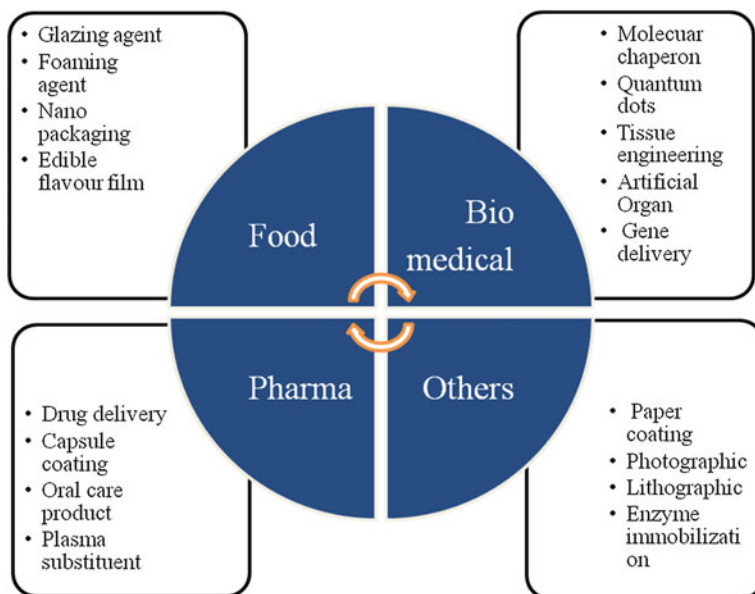 • Glazing agent
• Foaming
agent
• Nano
packaging
• Edible
flavour film
• Molecuar
chaperon
• Quantum
dots
• Tissue
engineering
• Artificial
Organ
• Gene
delivery
Food
Bio
medical
Pharma
Others
• Drug delivery
• Capsule
coating
• Oral care
product
• Plasma
substituent
• Paper
coating
• Photographic
• Lithographic
• Enzyme
immobilizati
on